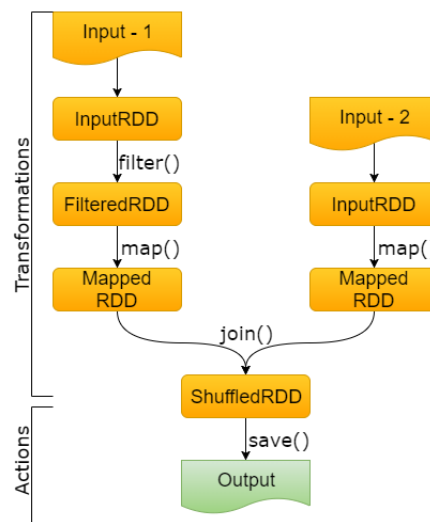 Input - 1
InputRDD
filter()
FilteredRDD
map()
Mapped
RDD
Input - 2
InputRDD
map(
Mapped
RDD
join()
ShuffledRDD
save()
Output
Transformations
Actions